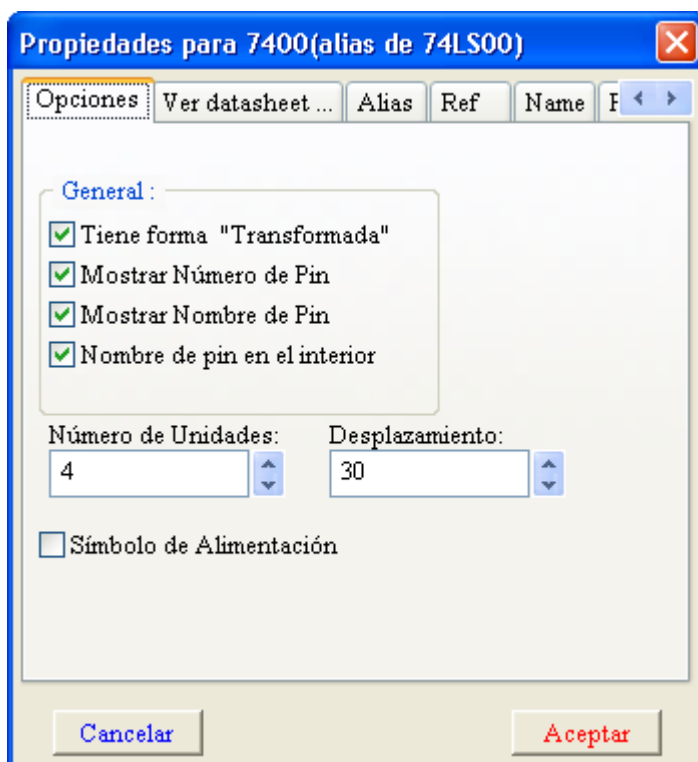 Propiedades para 7400(alias de 74LS00)
Opciones Ver datasheet ... Alias Ref Name
General :
Tiene forma "Transformada"
Mostrar Número de Pin
Mostrar Nombre de Pin
Nombre de pin en el interior
Número de Unidades: Desplazamiento:
4 30
Símbolo de Alimentación
Cancelar Aceptar